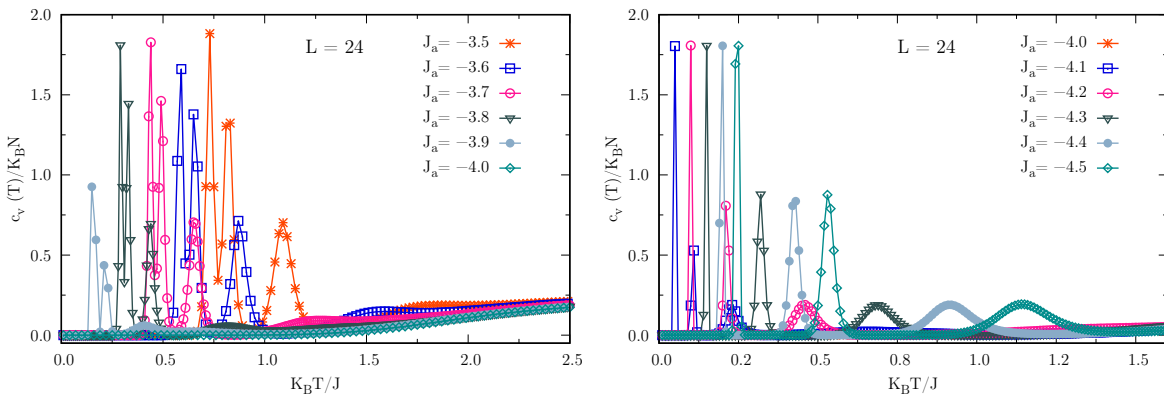 L = 24
J_a= −3.5
J_a= −3.6
J_a= −3.7
J_a= −3.8
J_a= −3.9
J_a= −4.0
c_v (T)/K_BN
2.0
1.5
1.0
0.5
0.0
0.0 0.5 1.0 1.5 2.0 2.5
K_BT/J
L = 24
J_a= −4.0
J_a= −4.1
J_a= −4.2
J_a= −4.3
J_a= −4.4
J_a= −4.5
c_v (T)/K_BN
2.0
1.5
1.0
0.5
0.0
0.0 0.2 0.5 0.8 1.0 1.2 1.5
K_BT/J